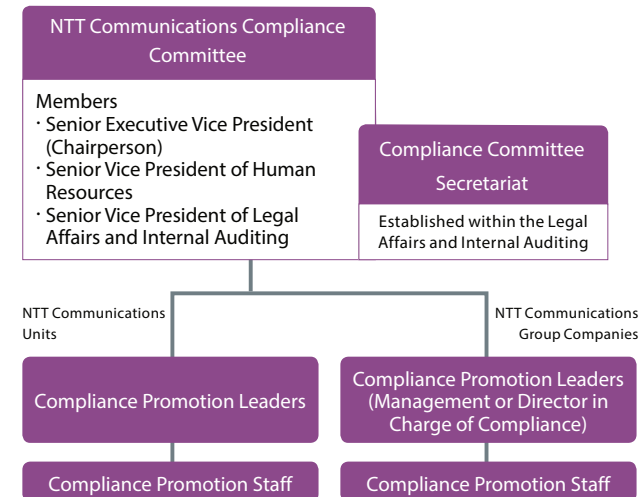 NTT Communications Compliance
Committee
Members
· Senior Executive Vice President
(Chairperson)
· Senior Vice President of Human
Resources
· Senior Vice President of Legal
Affairs and Internal Auditing
Compliance Committee
Secretariat
Established within the Legal
Affairs and Internal Auditing
NTT Communications
Units
NTT Communications
Group Companies
Compliance Promotion Leaders
Compliance Promotion Leaders
(Management or Director in
Charge of Compliance)
Compliance Promotion Staff
Compliance Promotion Staff